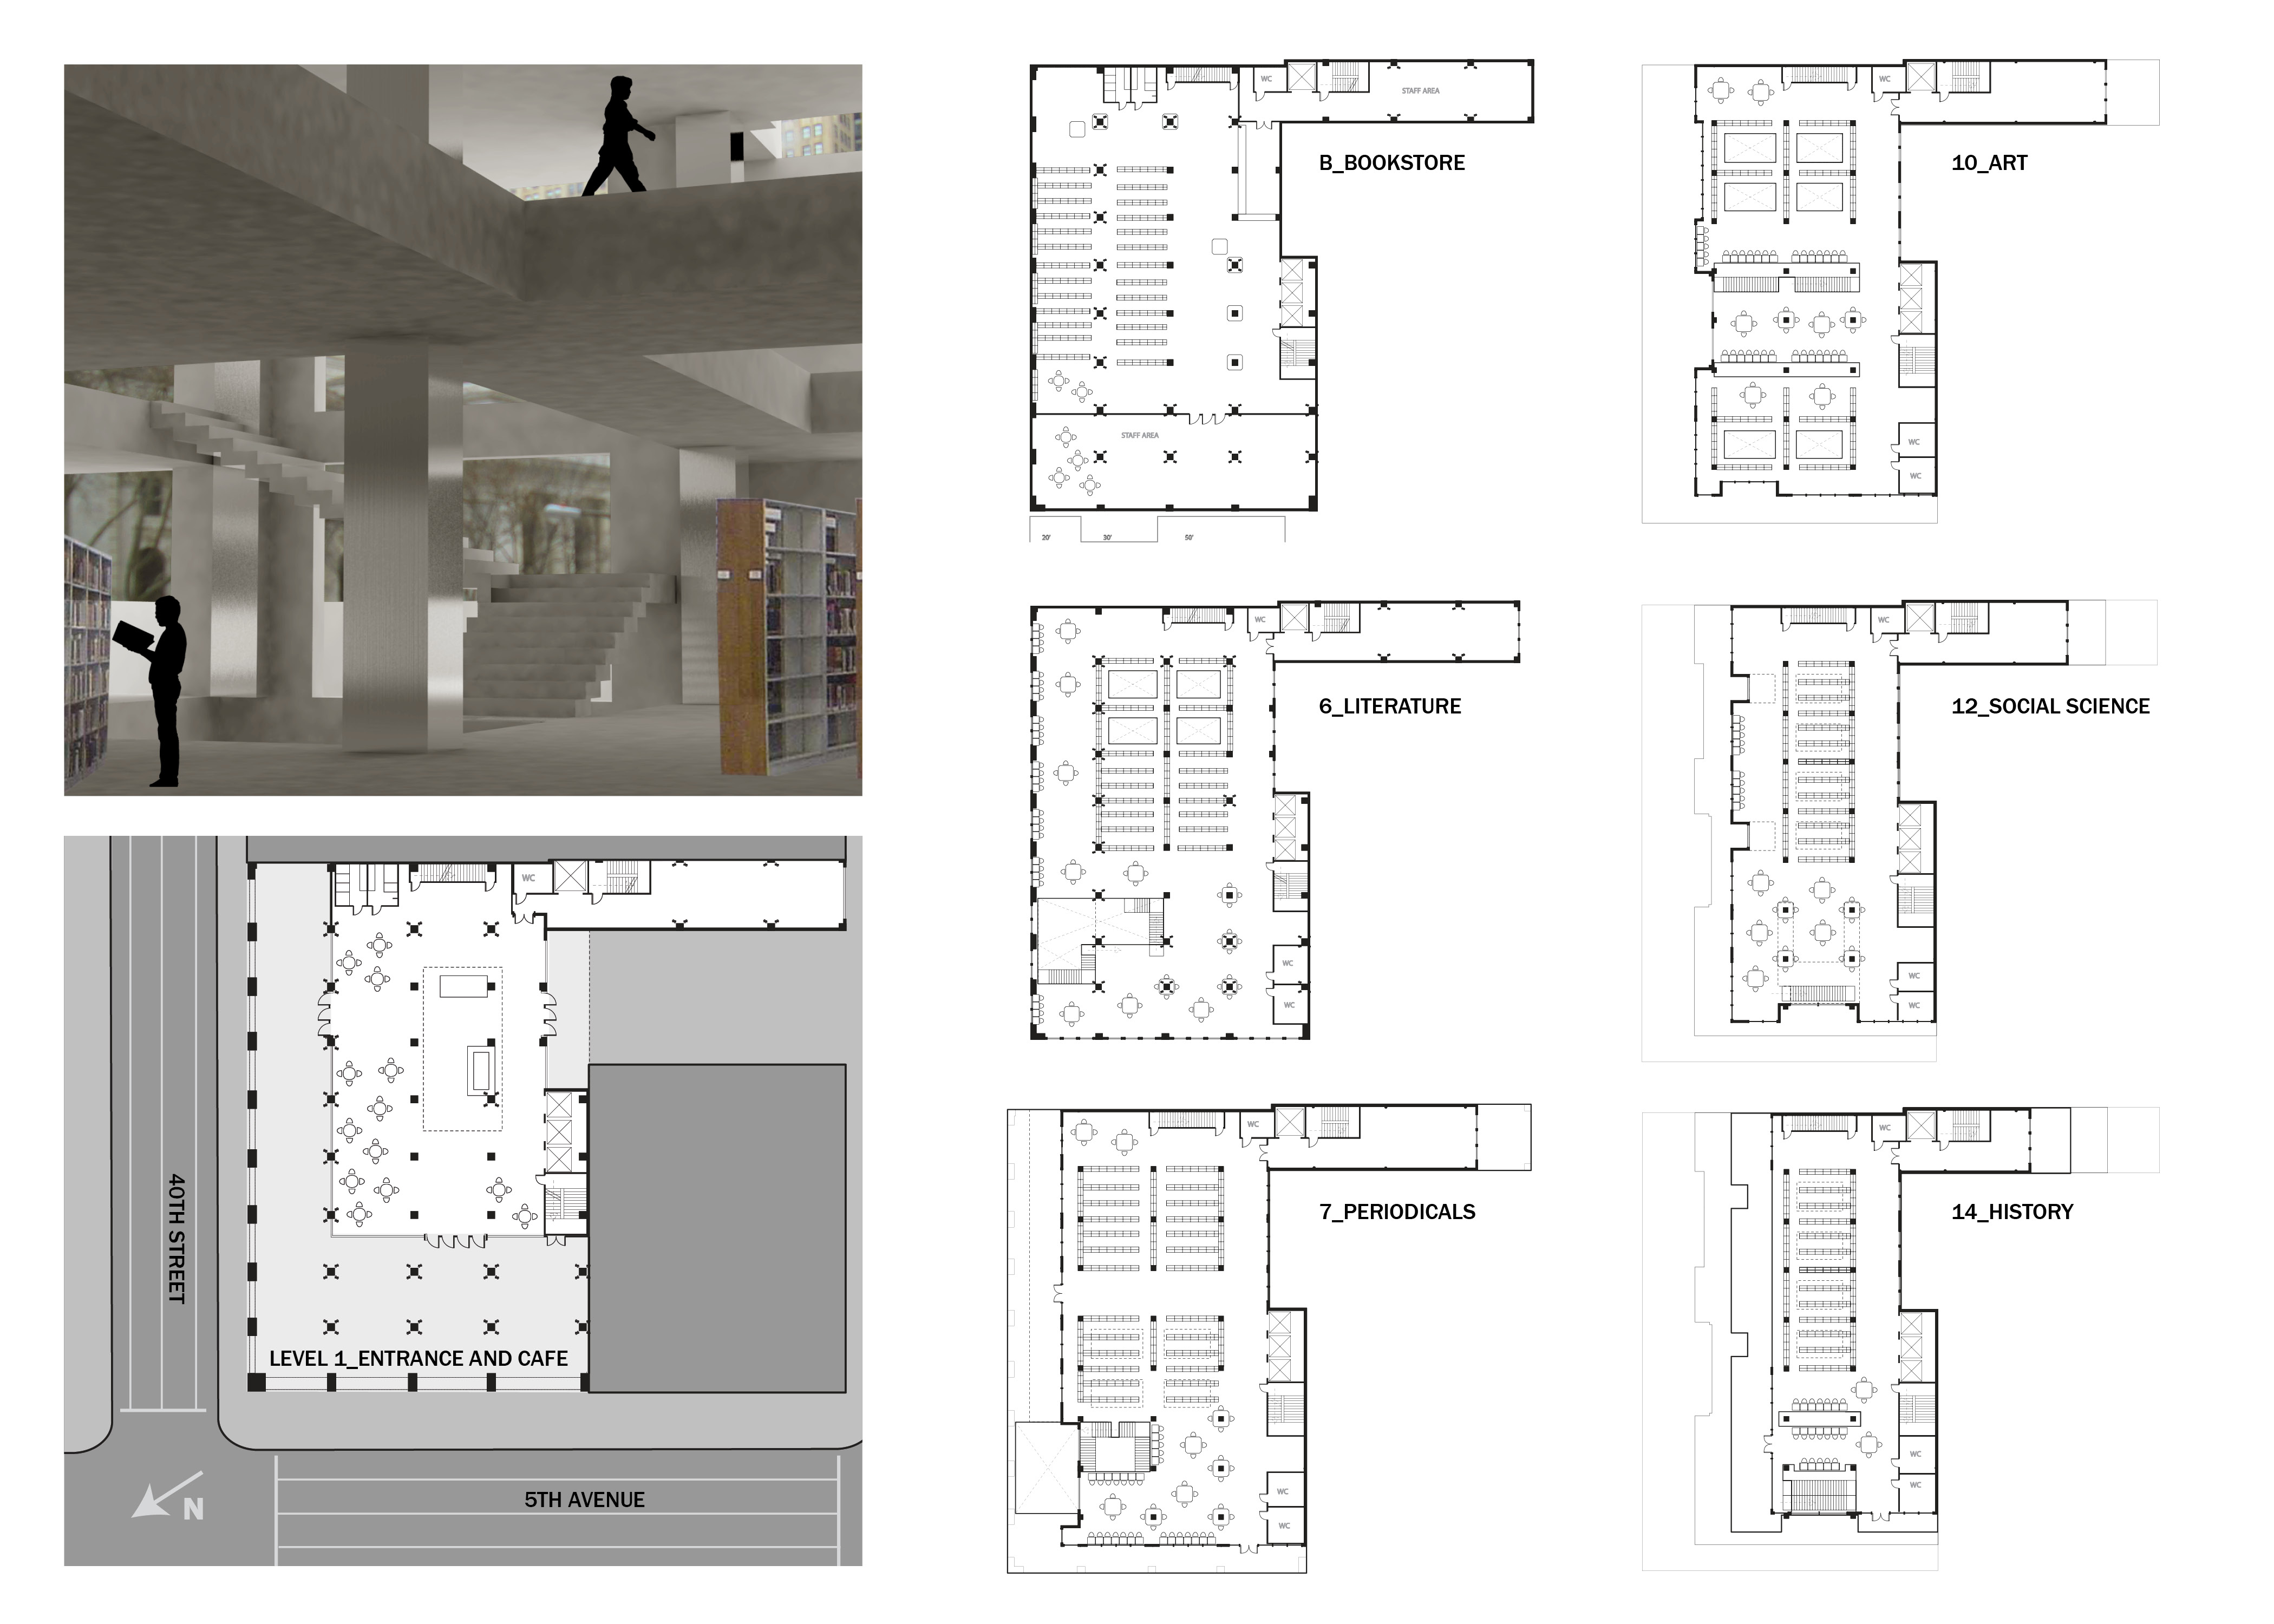 WC
40TH STREET
LEVEL 1_ENTRANCE AND CAFE
5TH AVENUE
N
WC
STAFF AREA
B_BOOKSTORE
STAFF AREA
20'
30'
50'
WC
6_LITERATURE
WC
WC
WC
7_PERIODICALS
WC
WC
WC
10_ART
WC
WC
WC
12_SOCIAL SCIENCE
WC
WC
WC
14_HISTORY
WC
WC